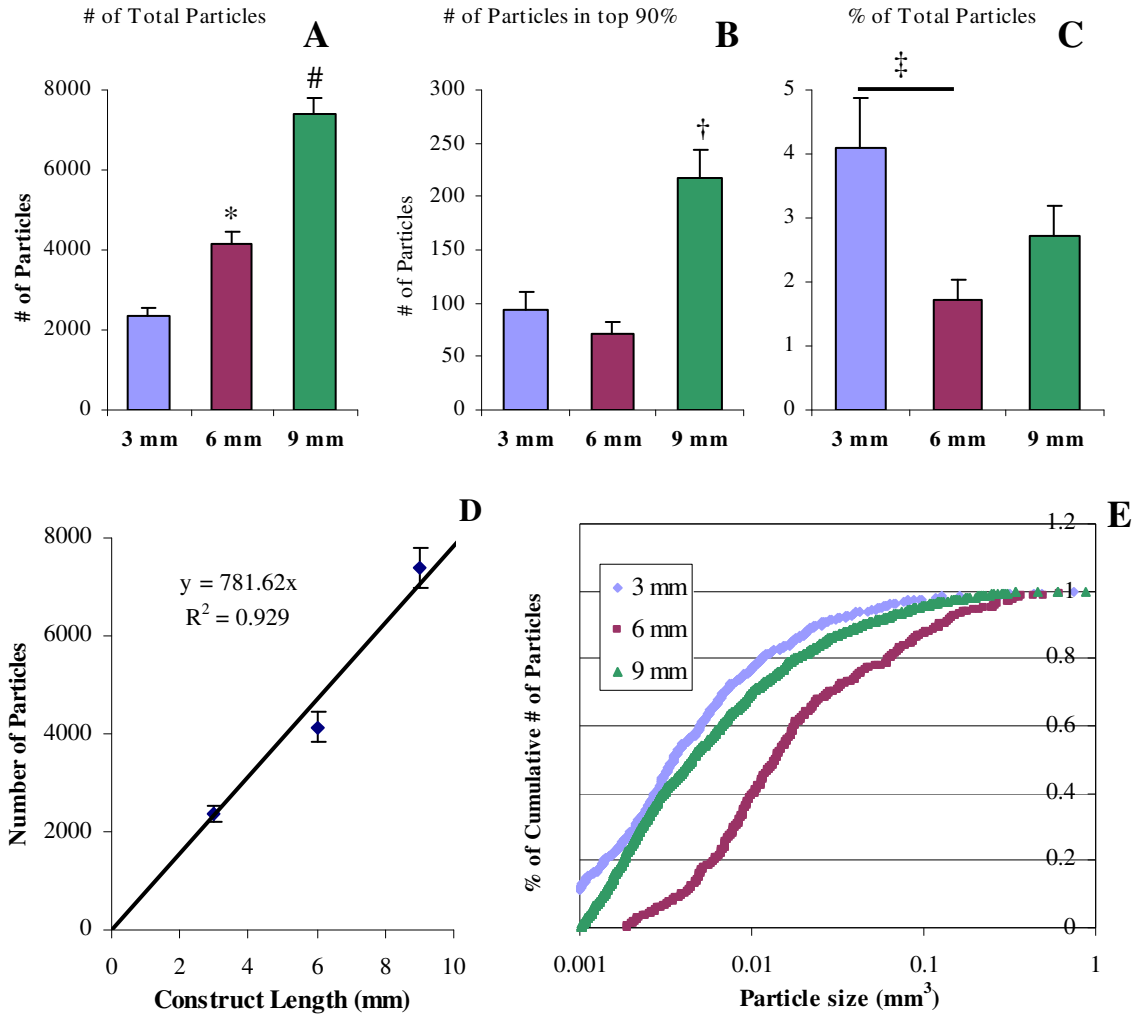 # of Total Particles
A
# of Particles
8000
6000
4000
2000
0
*
#
3 mm 6 mm 9 mm
# of Particles in top 90%
B
# of Particles
300
250
200
150
100
50
0
†
3 mm 6 mm 9 mm
% of Total Particles
C
5
4
3
2
1
0
‡
3 mm 6 mm 9 mm
D
Number of Particles
8000
6000
4000
2000
0
y = 781.62x
R² = 0.929
0 2 4 6 8 10
Construct Length (mm)
E
% of Cumulative # of Particles
3 mm
6 mm
9 mm
1.2
1
0.8
0.6
0.4
0.2
0
0.001 0.01 0.1 1
Particle size (mm³)